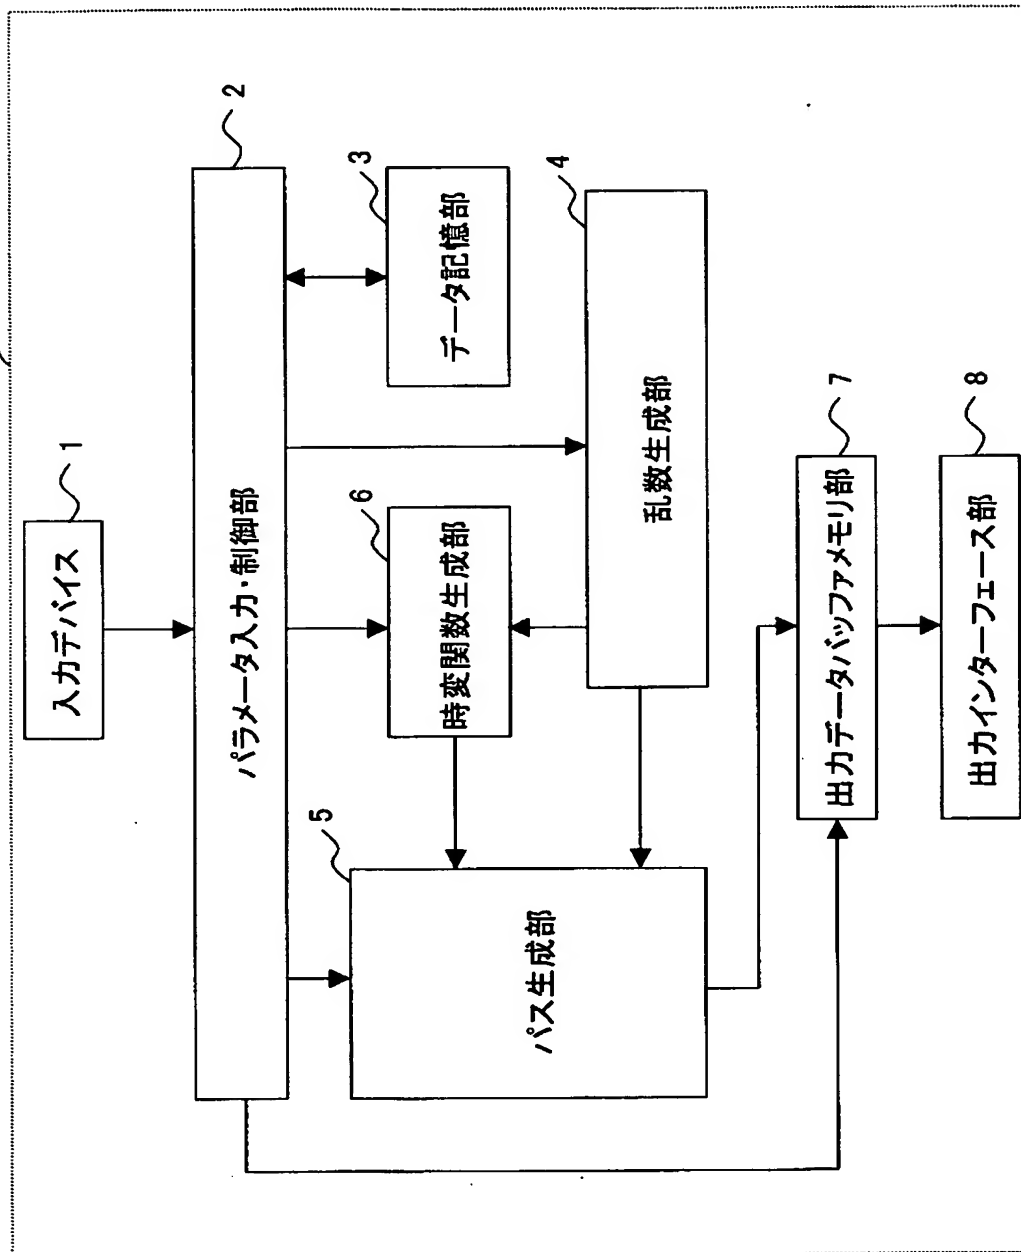 入力デバイス
1
パラメータ入力・制御部
2
データ記憶部
3
時変関数生成部
6
乱数生成部
4
パス生成部
5
出力データバッファメモリ部
7
出力インターフェース部
8